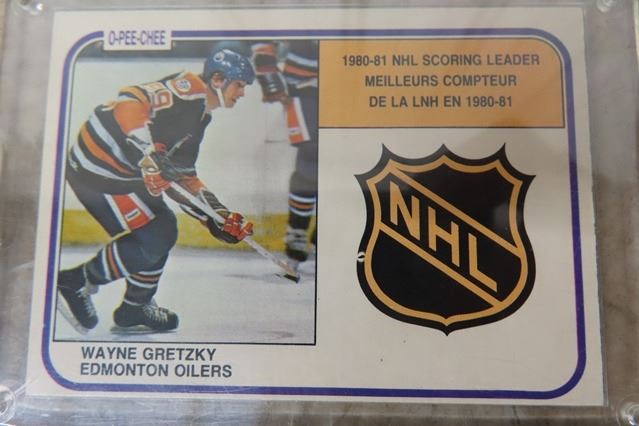 O-PEE-CHEE
1980-81 NHL SCORING LEADER
MEILLEURS COMPTEUR
DE LA LNH EN 1980-81
NHL
WAYNE GRETZKY
EDMONTON OILERS